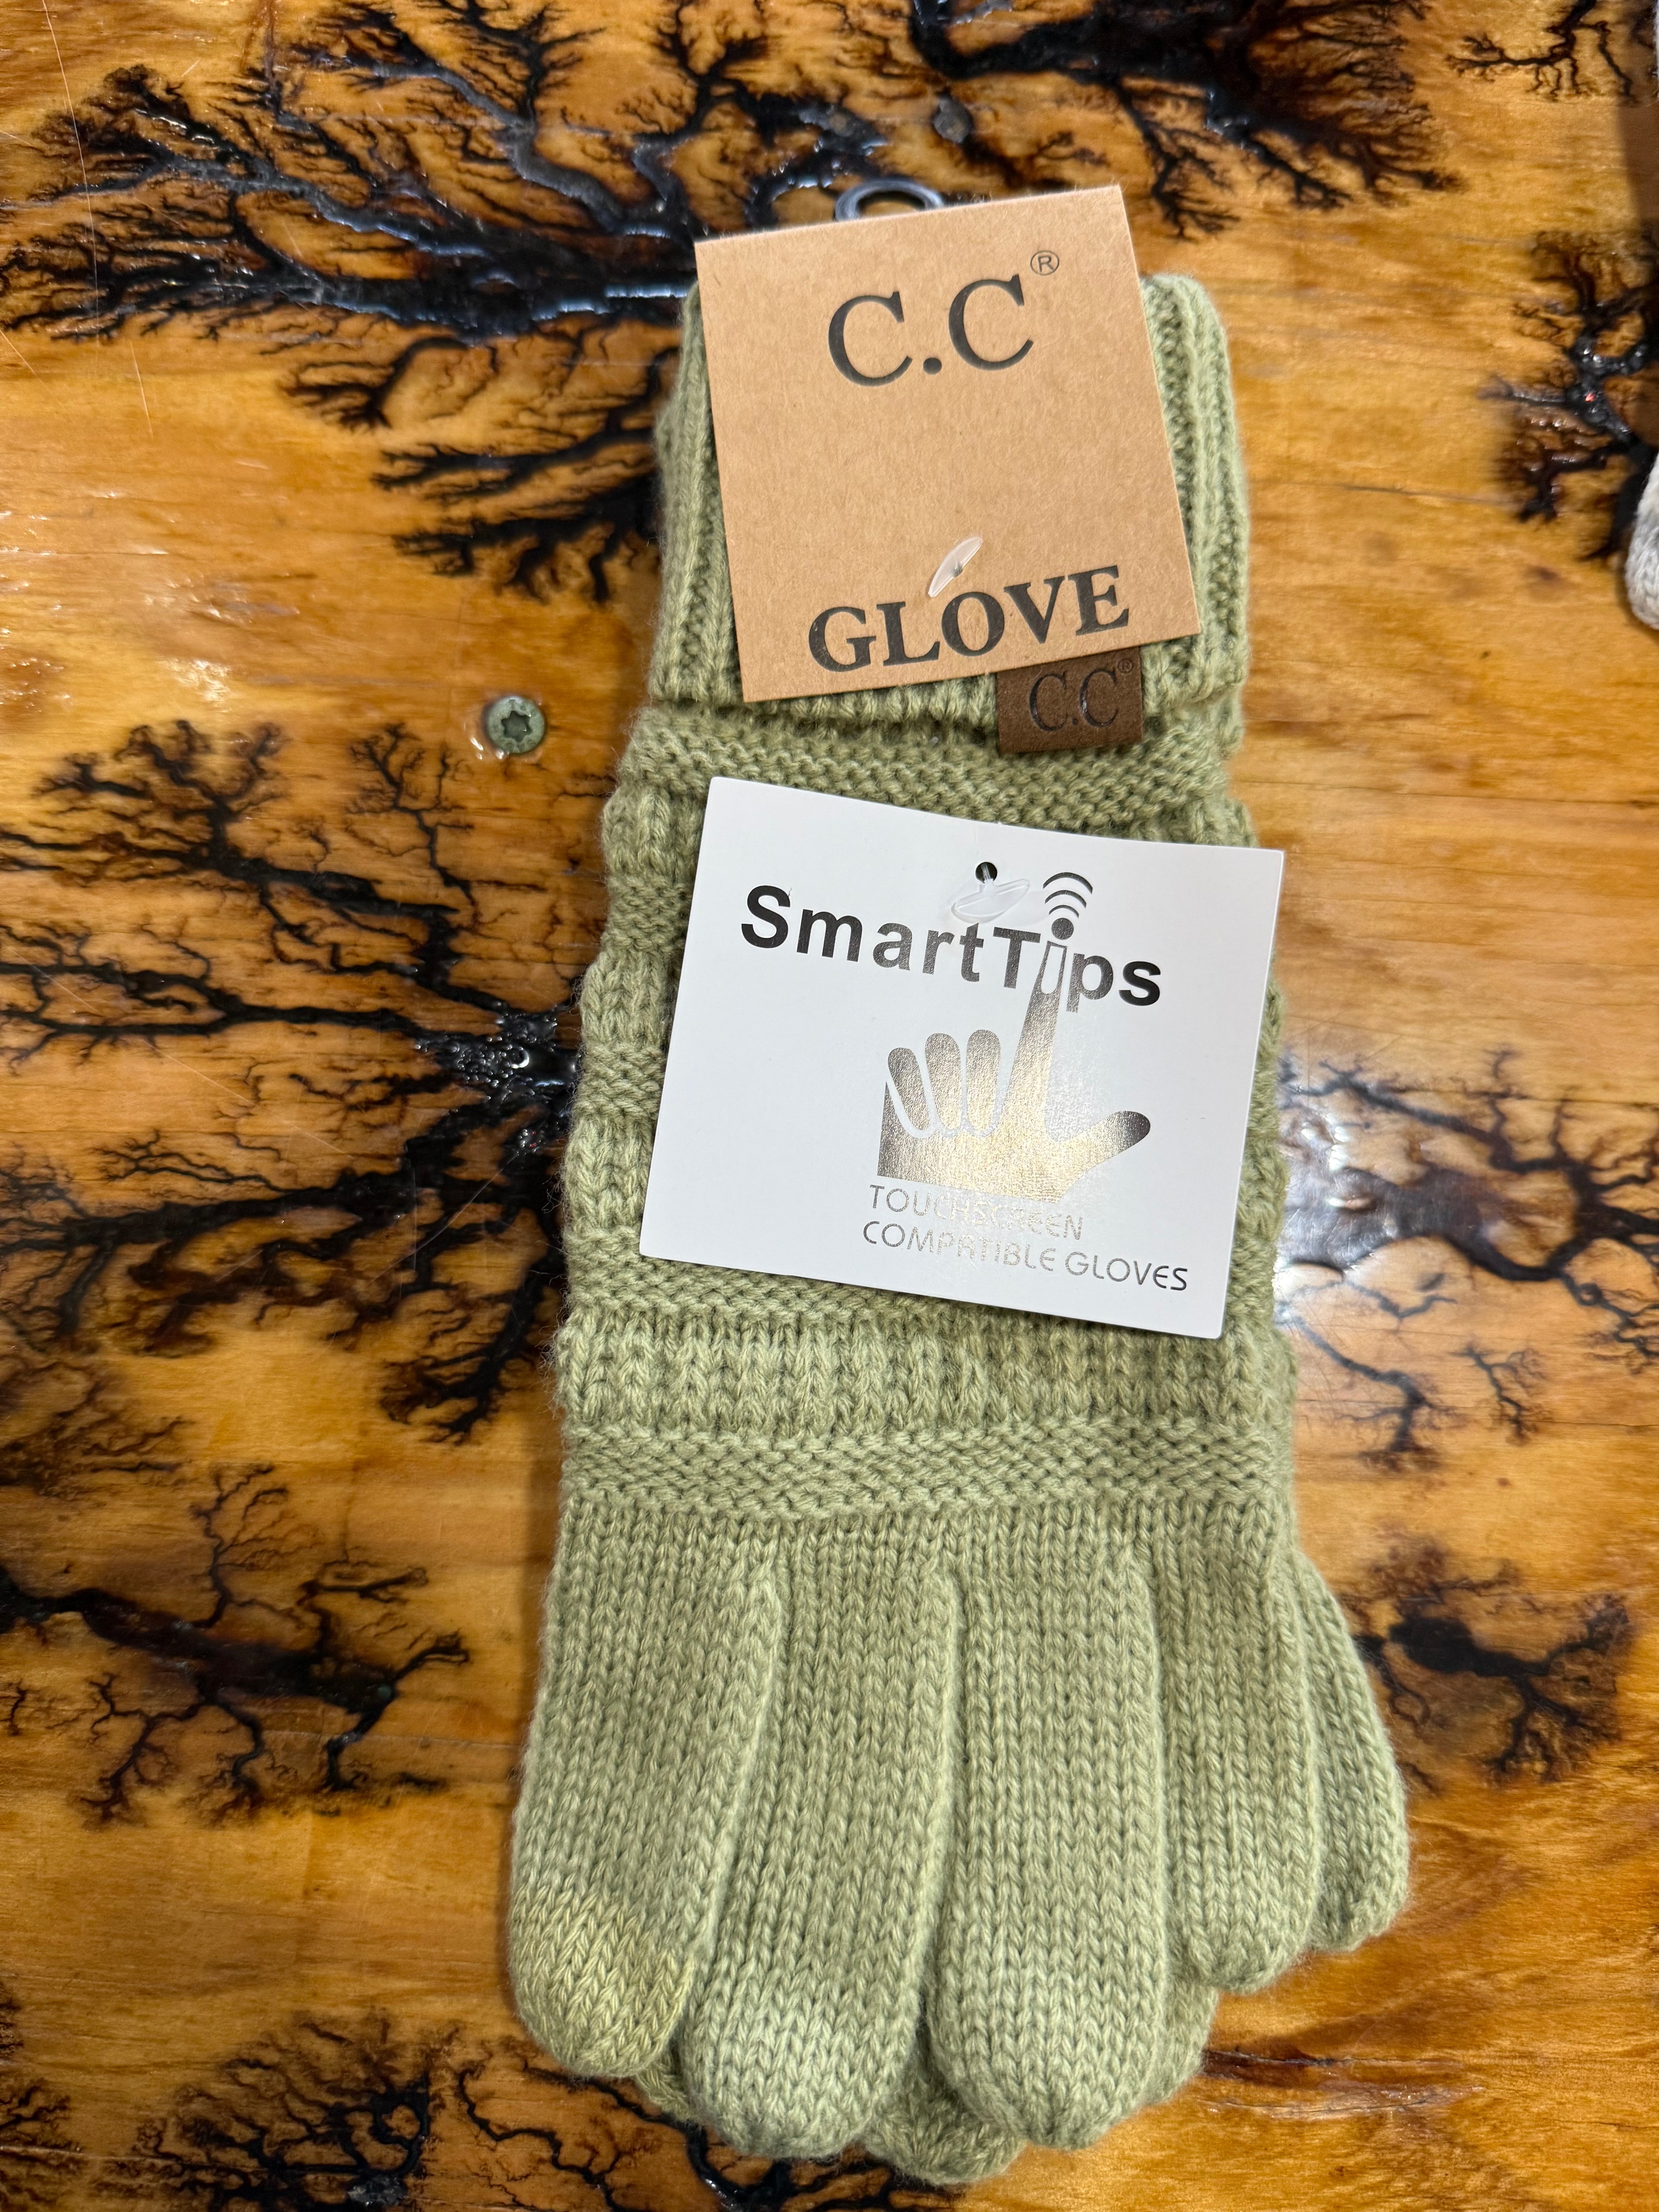 C.C®
GLOVE
C.C®
SmartTips
TOUCHSCREEN
COMPATIBLE GLOVES